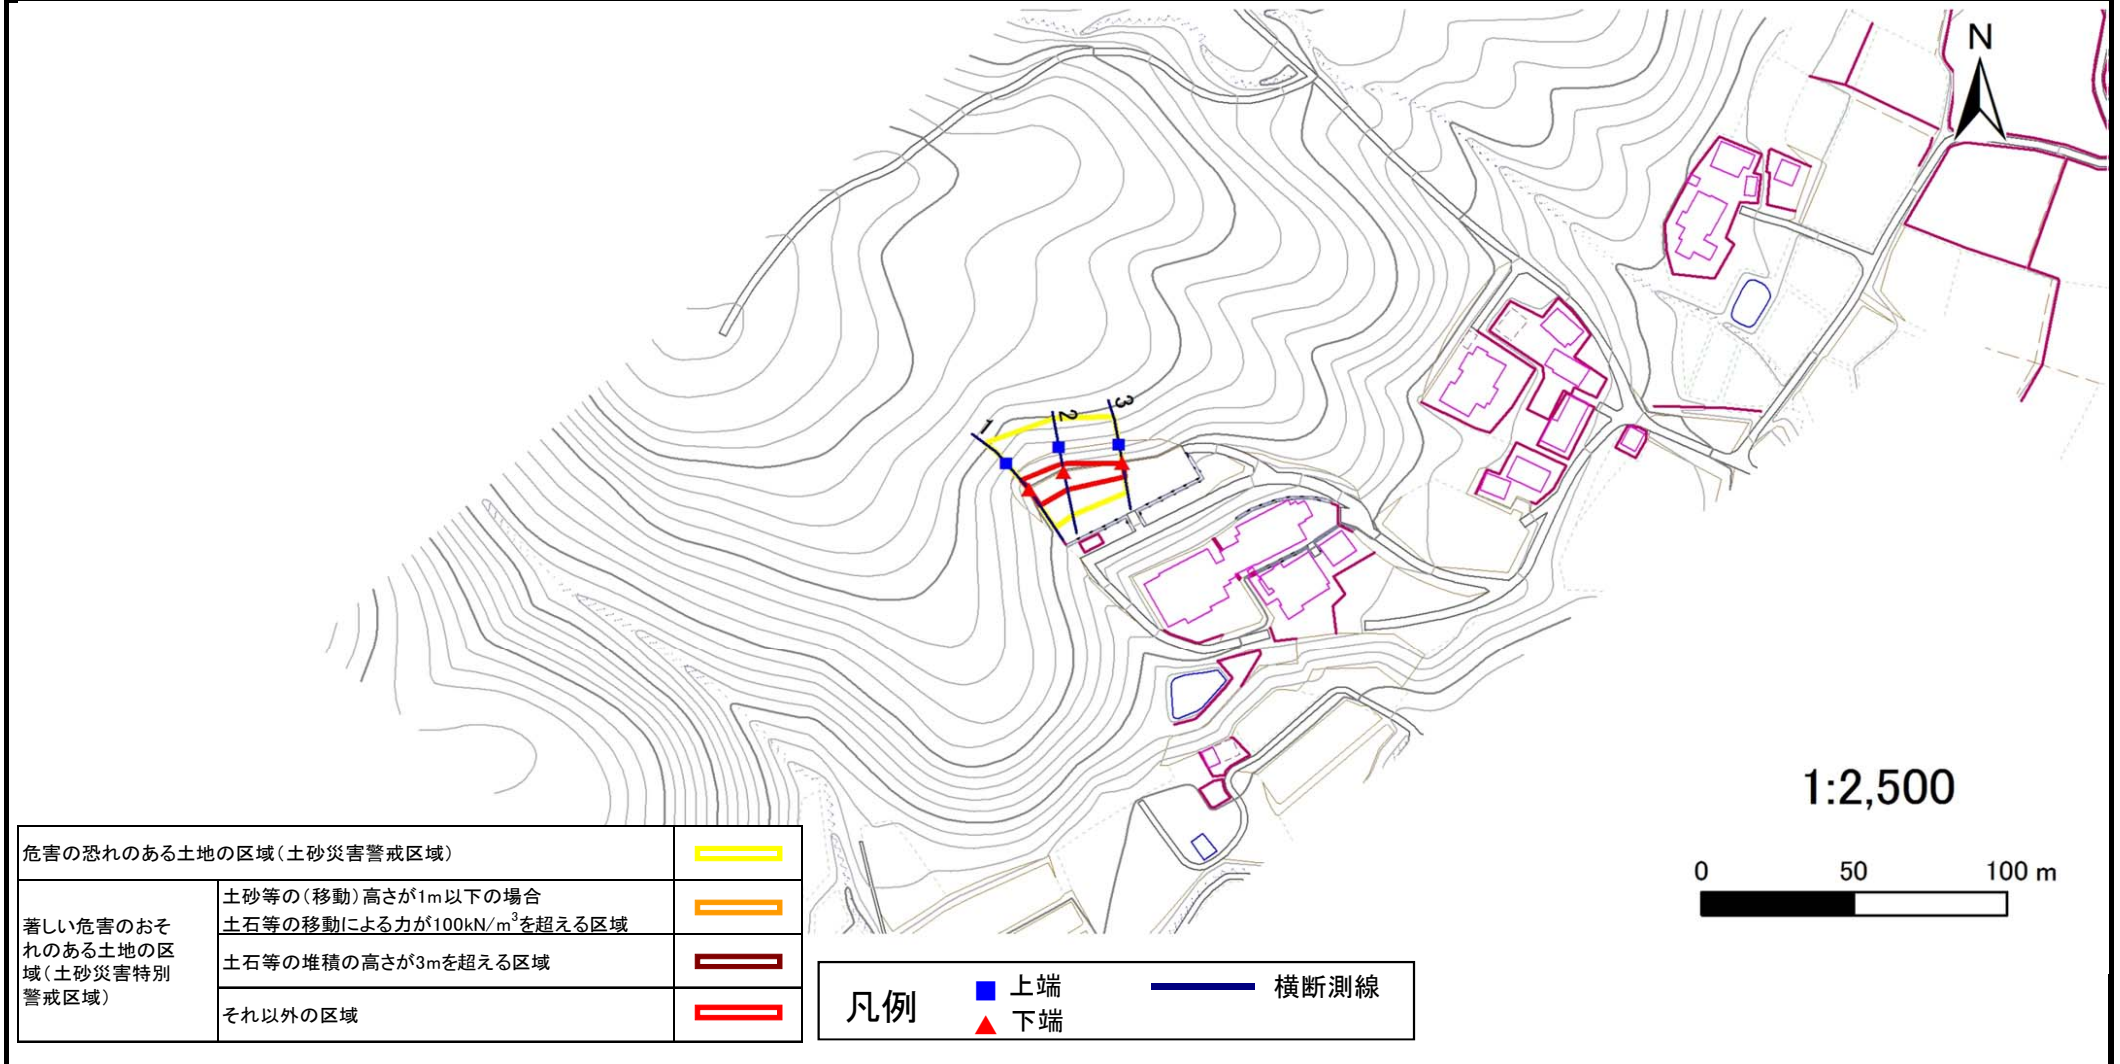 N
1
2
3
1:2,500
0 50 100 m
危害の恐れのある土地の区域(土砂災害警戒区域)
著しい危害のおそ
れのある土地の区
域(土砂災害特別
警戒区域)
土砂等の(移動)高さが1m以下の場合
土石等の移動による力が100kN/m³を超える区域
土石等の堆積の高さが3mを超える区域
それ以外の区域
凡例
上端
下端
横断測線